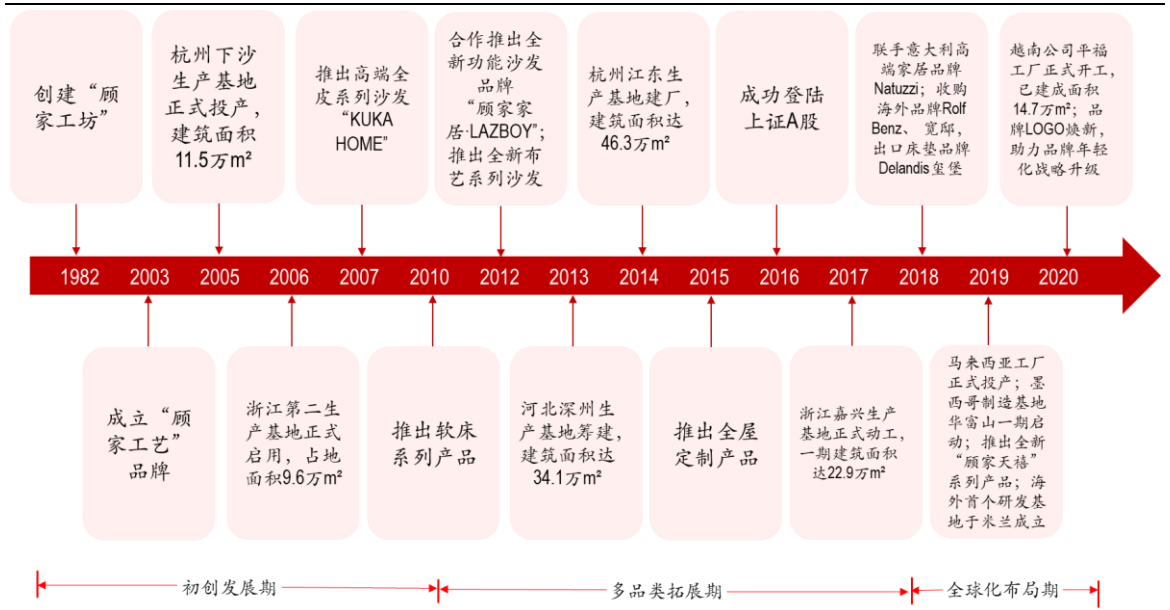 创建“顾
家工坊”
杭州下沙
生产基地
正式投产，
建筑面积
11.5万m²
推出高端全
皮系列沙发
“KUKA
HOME”
合作推出全
新功能沙发
品牌
“顾家家
居·LAZBOY”；
推出全新布
艺系列沙发
杭州江东生
产基地建厂，
建筑面积达
46.3万m²
成功登陆
上证A股
联手意大利高
端家居品牌
Natuzzi；收购
海外品牌Rolf
Benz、宽邸，
出口床垫品牌
Delandis玺堡
越南公司平福
工厂正式开工，
已建成面积
14.7万m²；品
牌LOGO焕新，
助力品牌年轻
化战略升级
1982 2003 2005 2006 2007 2010 2012 2013 2014 2015 2016 2017 2018 2019 2020
成立“顾
家工艺”
品牌
浙江第二生
产基地正式
启用，占地
面积9.6万m²
推出软床
系列产品
河北深州生
产基地筹建，
建筑面积达
34.1万m²
推出全屋
定制产品
浙江嘉兴生产
基地正式动工，
一期建筑面积
达22.9万m²
马来西亚工厂
正式投产；墨
西哥制造基地
华富山一期启
动；推出全新
“顾家天禧”
系列产品；海
外首个研发基
地于米兰成立
初创发展期
多品类拓展期
全球化布局期